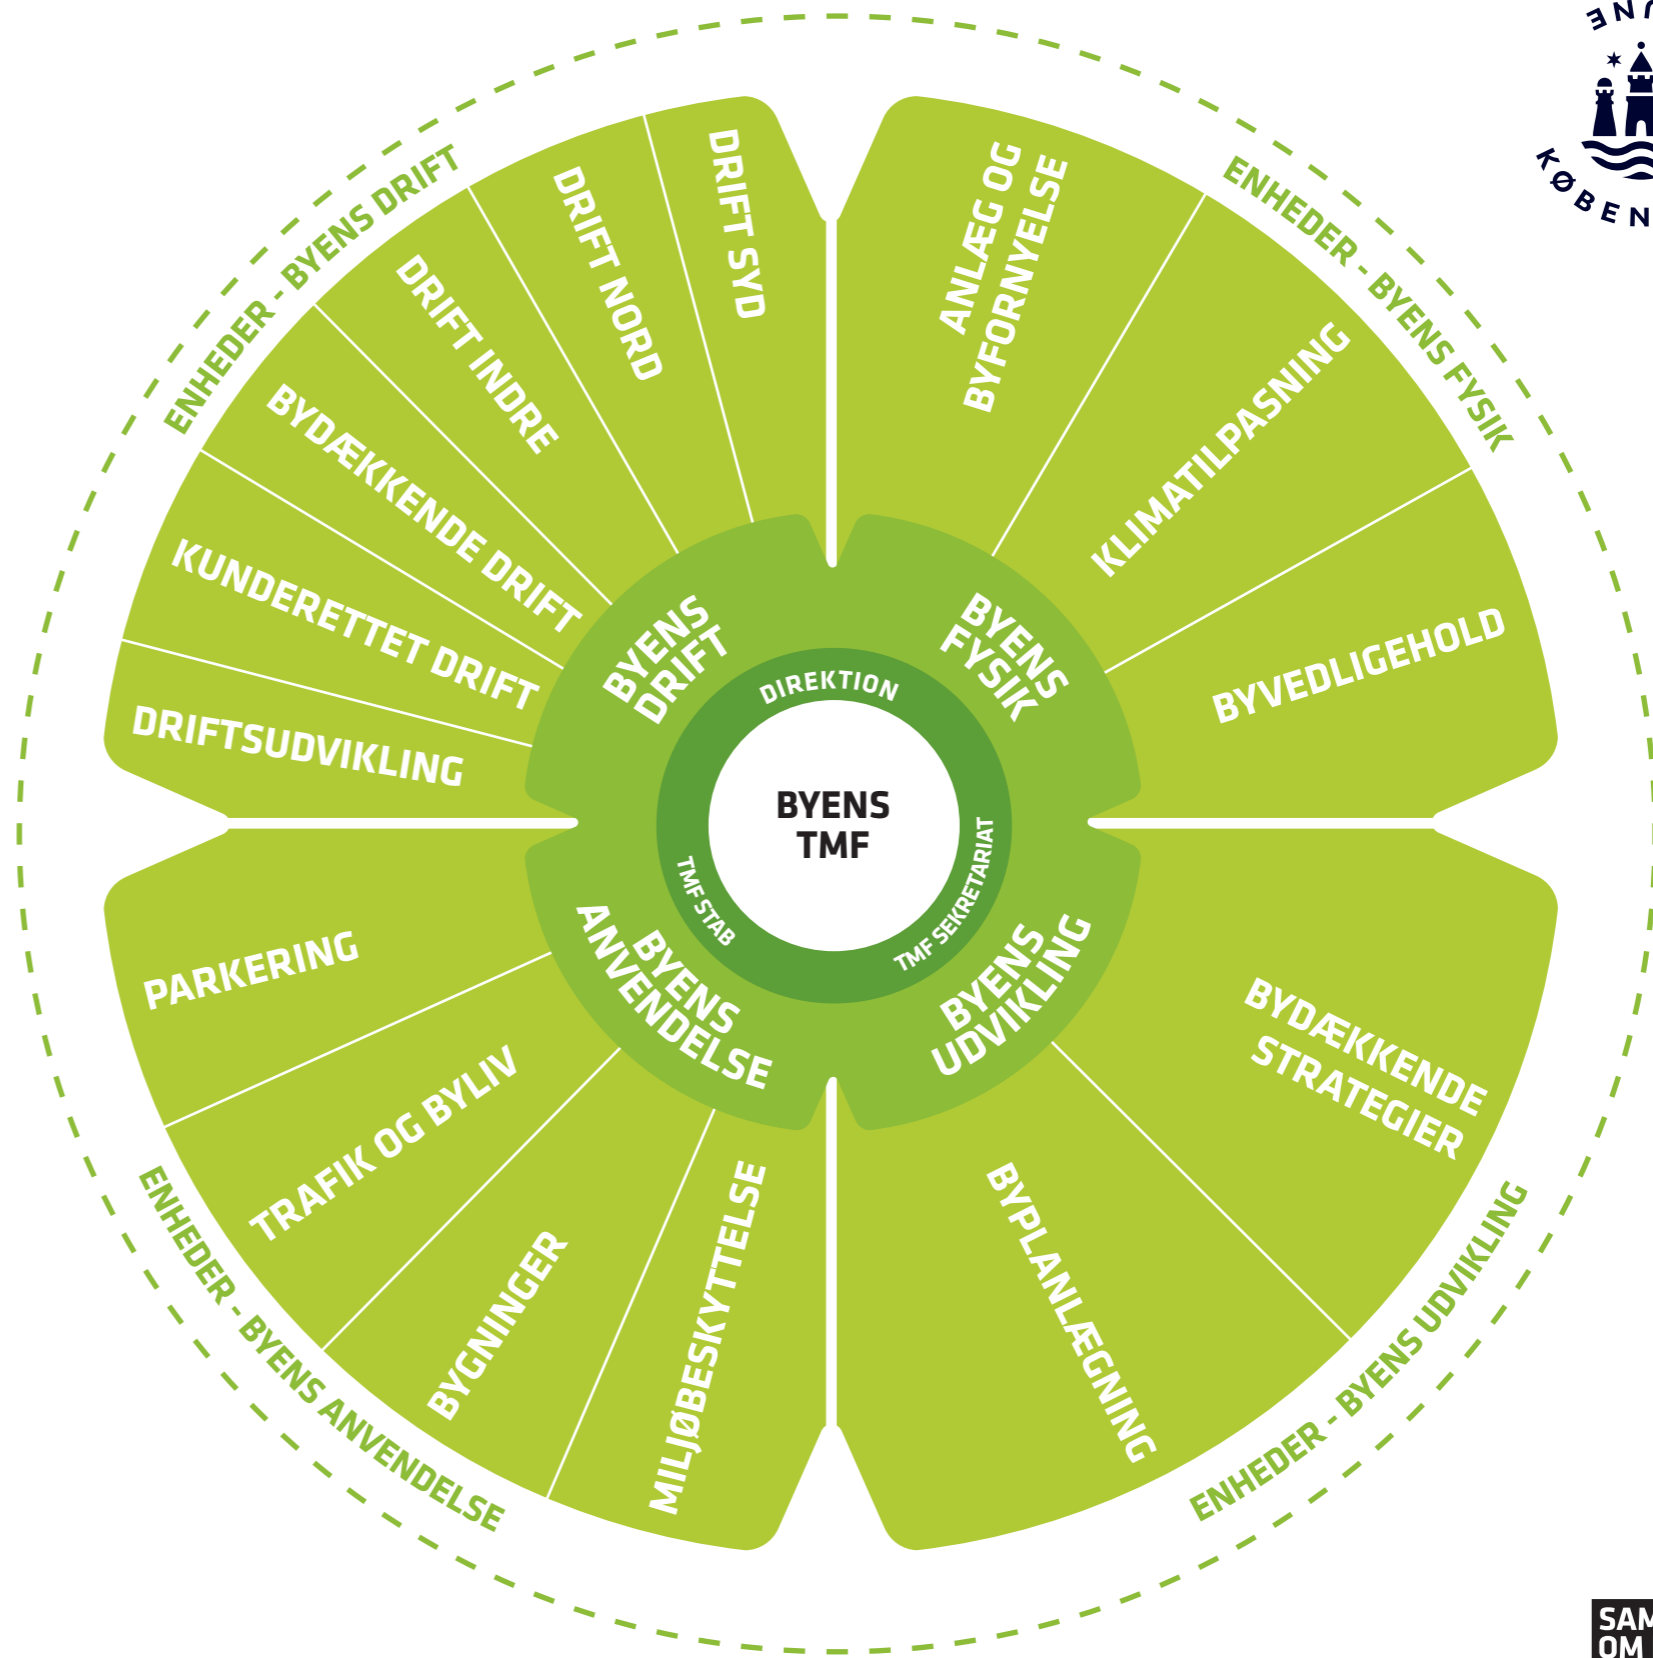 BYENS
TMF
DIREKTION
TMF SEKRETARIAT
TMF STAB
BYENS
DRIFT
BYENS
FYSIK
BYENS
UDVIKLING
BYENS
ANVENDELSE
ENHEDER - BYENS DRIFT
DRIFTSUDVIKLING
KUNDERETTET DRIFT
BYDÆKKENDE DRIFT
DRIFT INDRE
DRIFT NORD
DRIFT SYD
ENHEDER - BYENS FYSIK
ANLÆG OG
BYFORNYELSE
KLIMATILPASNING
BYVEDLIGEHOLD
ENHEDER - BYENS UDVIKLING
BYDÆKKENDE
STRATEGIER
BYPLANLÆGNING
ENHEDER - BYENS ANVENDELSE
MILJØBESKYTTELSE
BYGNINGER
TRAFIK OG BYLIV
PARKERING
KØBEN
OM